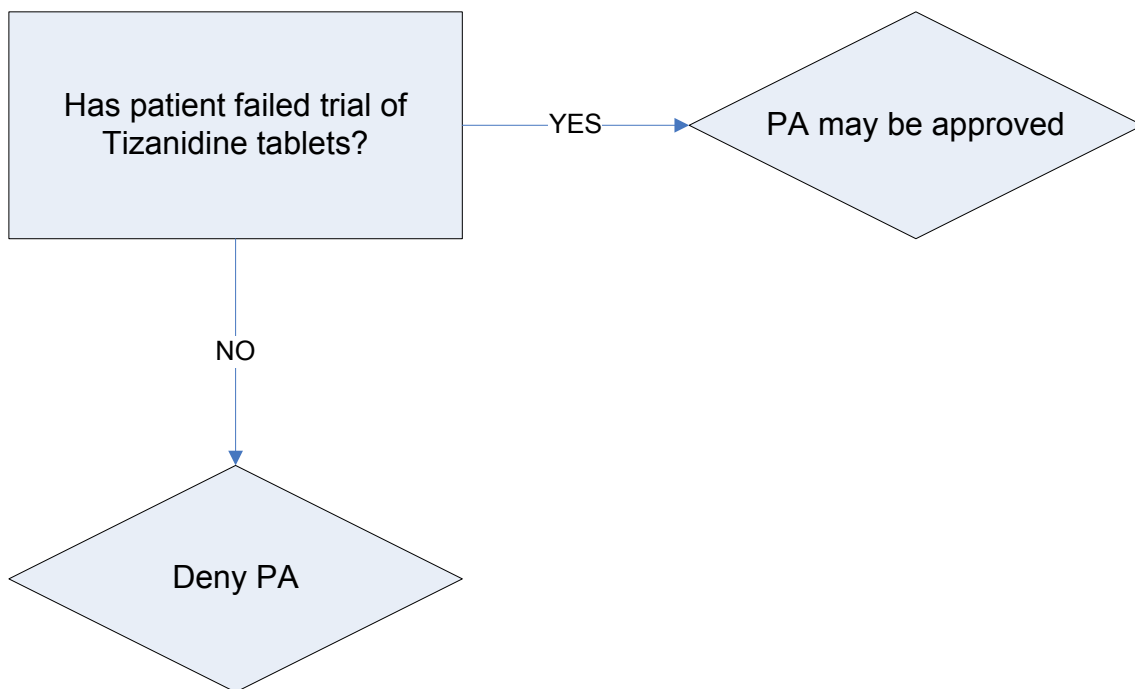 Has patient failed trial of
Tizanidine tablets?
YES
PA may be approved
NO
Deny PA